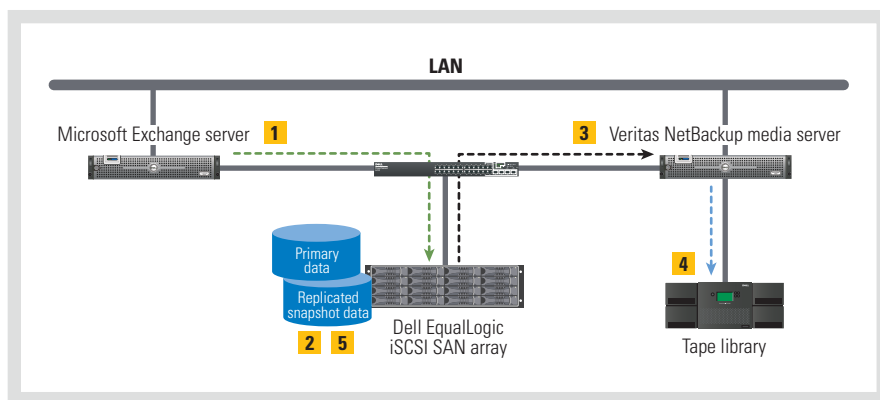 LAN
Microsoft Exchange server
1
3
Veritas NetBackup media server
Primary
data
Replicated
snapshot data
2 5
Dell EqualLogic
iSCSI SAN array
4
Tape library